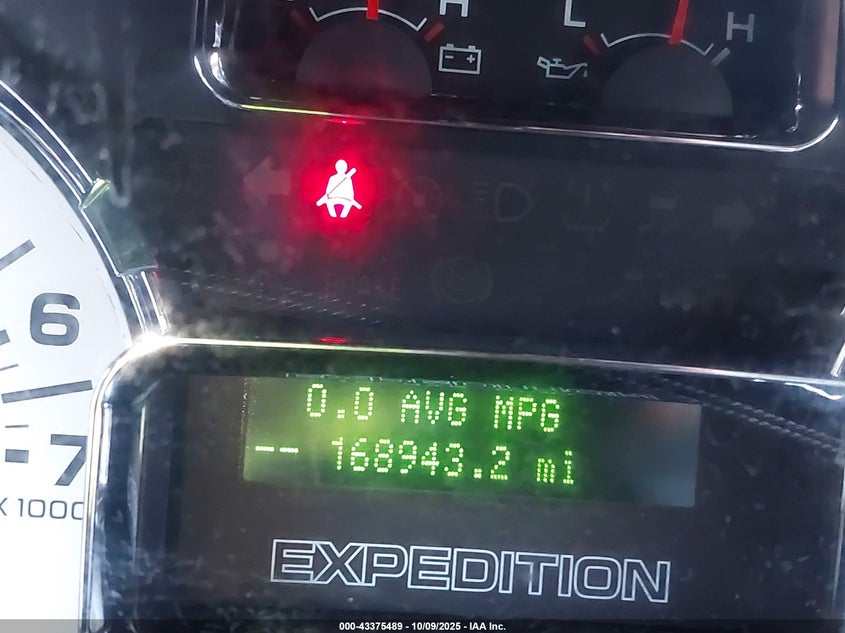 H
L H
BRAKE
6
7
X 1000
0.0 AVG MPG
-- 168943.2 mi
EXPEDITION
000-43375489 - 10/09/2025 - IAA Inc.